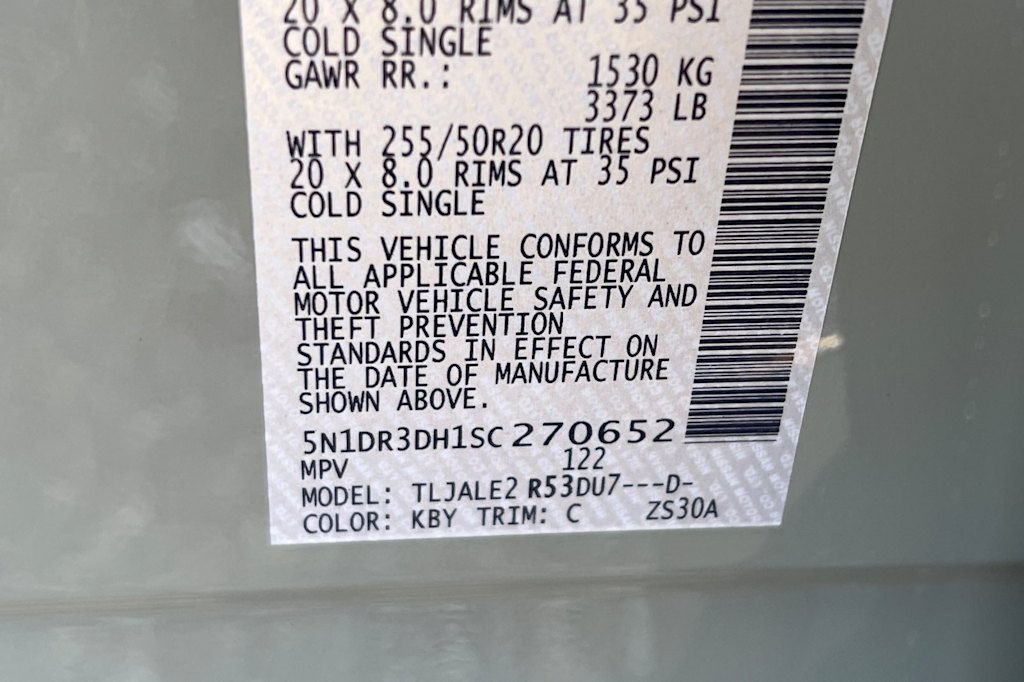 20 X 8.0 RIMS AT 35 PSI
COLD SINGLE
GAWR RR.: 1530 KG
3373 LB
WITH 255/50R20 TIRES
20 X 8.0 RIMS AT 35 PSI
COLD SINGLE
THIS VEHICLE CONFORMS TO
ALL APPLICABLE FEDERAL
MOTOR VEHICLE SAFETY AND
THEFT PREVENTION
STANDARDS IN EFFECT ON
THE DATE OF MANUFACTURE
SHOWN ABOVE.
5N1DR3DH1SC270652
MPV 122
MODEL: TLJALE2 R53DU7---D-
COLOR: KBY TRIM: C ZS30A